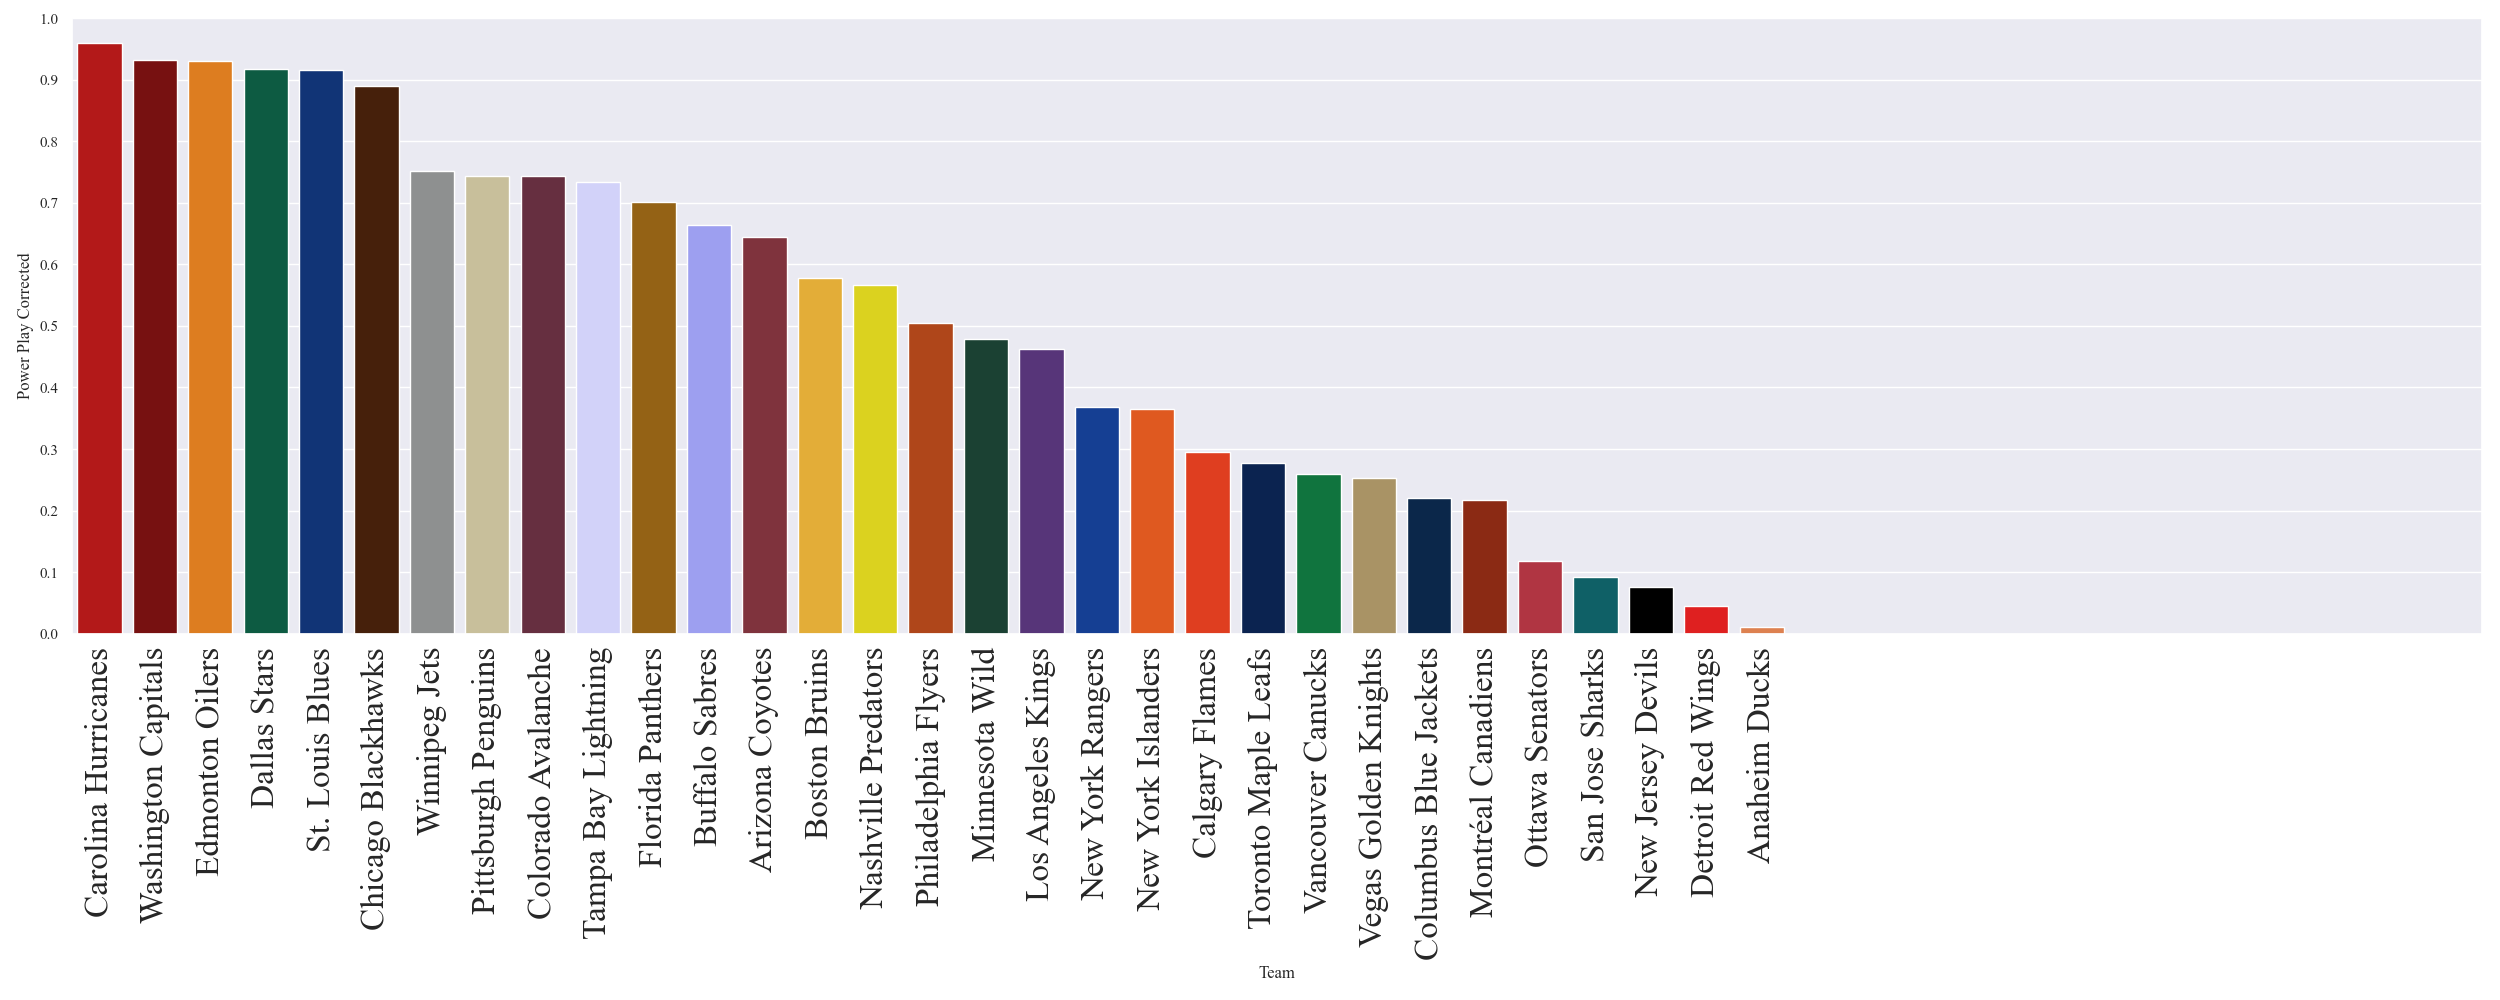 1.0
0.9
0.8
0.7
0.6
0.5
0.4
0.3
0.2
0.1
0.0
Power Play Corrected
Carolina Hurricanes
Washington Capitals
Edmonton Oilers
Dallas Stars
St. Louis Blues
Chicago Blackhawks
Winnipeg Jets
Pittsburgh Penguins
Colorado Avalanche
Tampa Bay Lightning
Florida Panthers
Buffalo Sabres
Arizona Coyotes
Boston Bruins
Nashville Predators
Philadelphia Flyers
Minnesota Wild
Los Angeles Kings
New York Rangers
New York Islanders
Calgary Flames
Toronto Maple Leafs
Vancouver Canucks
Vegas Golden Knights
Columbus Blue Jackets
Montréal Canadiens
Ottawa Senators
San Jose Sharks
New Jersey Devils
Detroit Red Wings
Anaheim Ducks
Team